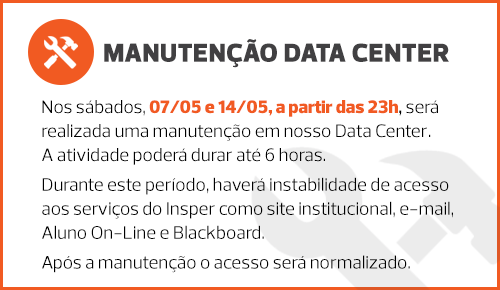 MANUTENÇÃO DATA CENTER
Nos sábados, 07/05 e 14/05, a partir das 23h, será
realizada uma manutenção em nosso Data Center.
A atividade poderá durar até 6 horas.
Durante este período, haverá instabilidade de acesso
aos serviços do Insper como site institucional, e-mail,
Aluno On-Line e Blackboard.
Após a manutenção o acesso será normalizado.